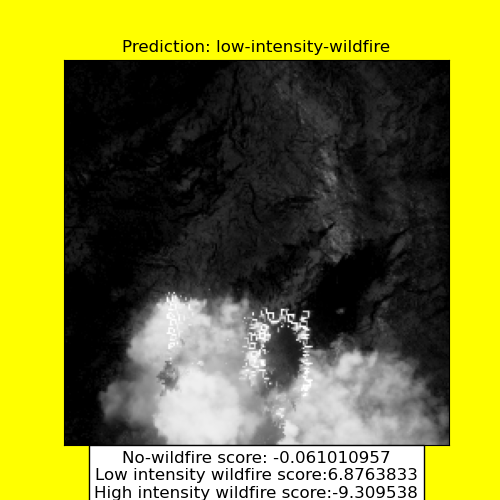 Prediction: low-intensity-wildfire
No-wildfire score: -0.061010957
Low intensity wildfire score:6.8763833
High intensity wildfire score:-9.309538